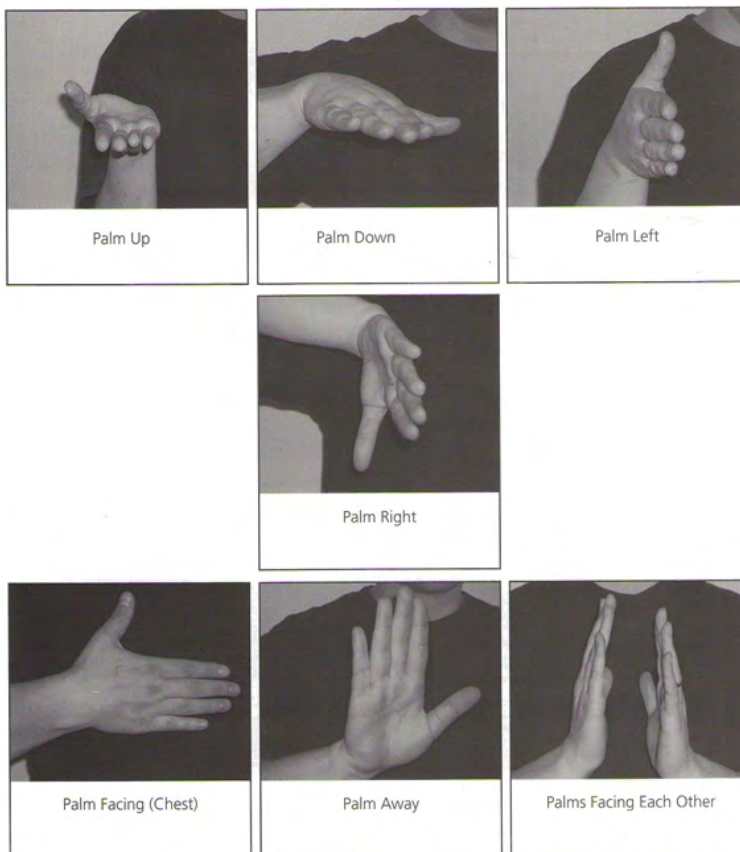 Palm Up
Palm Down
Palm Left
Palm Right
Palm Facing (Chest)
Palm Away
Palms Facing Each Other